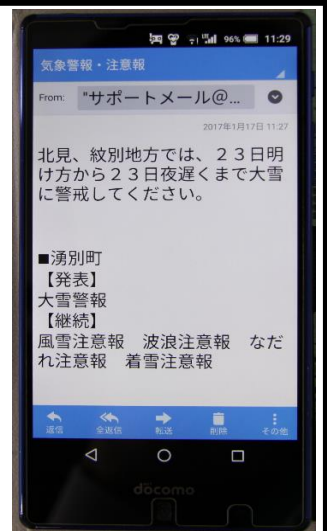 96% 11:29
気象警報・注意報
From: "サポートメール@...
2017年1月17日 11:27
北見、紋別地方では、２３日明
け方から２３日夜遅くまで大雪
に警戒してください。
■湧別町
【発表】
大雪警報
【継続】
風雪注意報　波浪注意報　なだ
れ注意報　着雪注意報
返信 全返信 転送 削除 その他
docomo